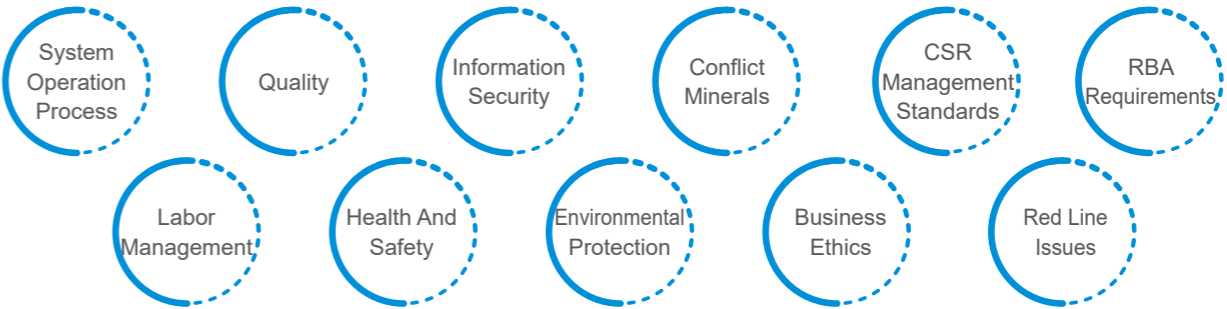 System
Operation
Process
Quality
Information
Security
Conflict
Minerals
CSR
Management
Standards
RBA
Requirements
Labor
Management
Health And
Safety
Environmental
Protection
Business
Ethics
Red Line
Issues